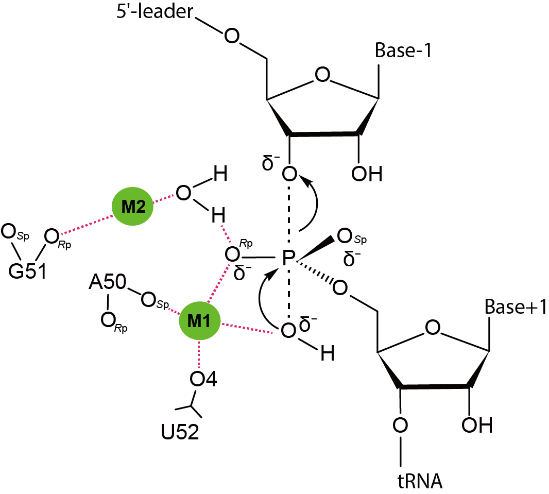 5'-leader
O
Base-1
O
δ⁻
O
OH
H
O
H
M2
O Sp
O Rp
G51
O Rp
δ⁻
P
O Sp
δ⁻
O
A50
O Sp
O Rp
M1
δ⁻
O
H
O
Base+1
O4
U52
O
OH
tRNA